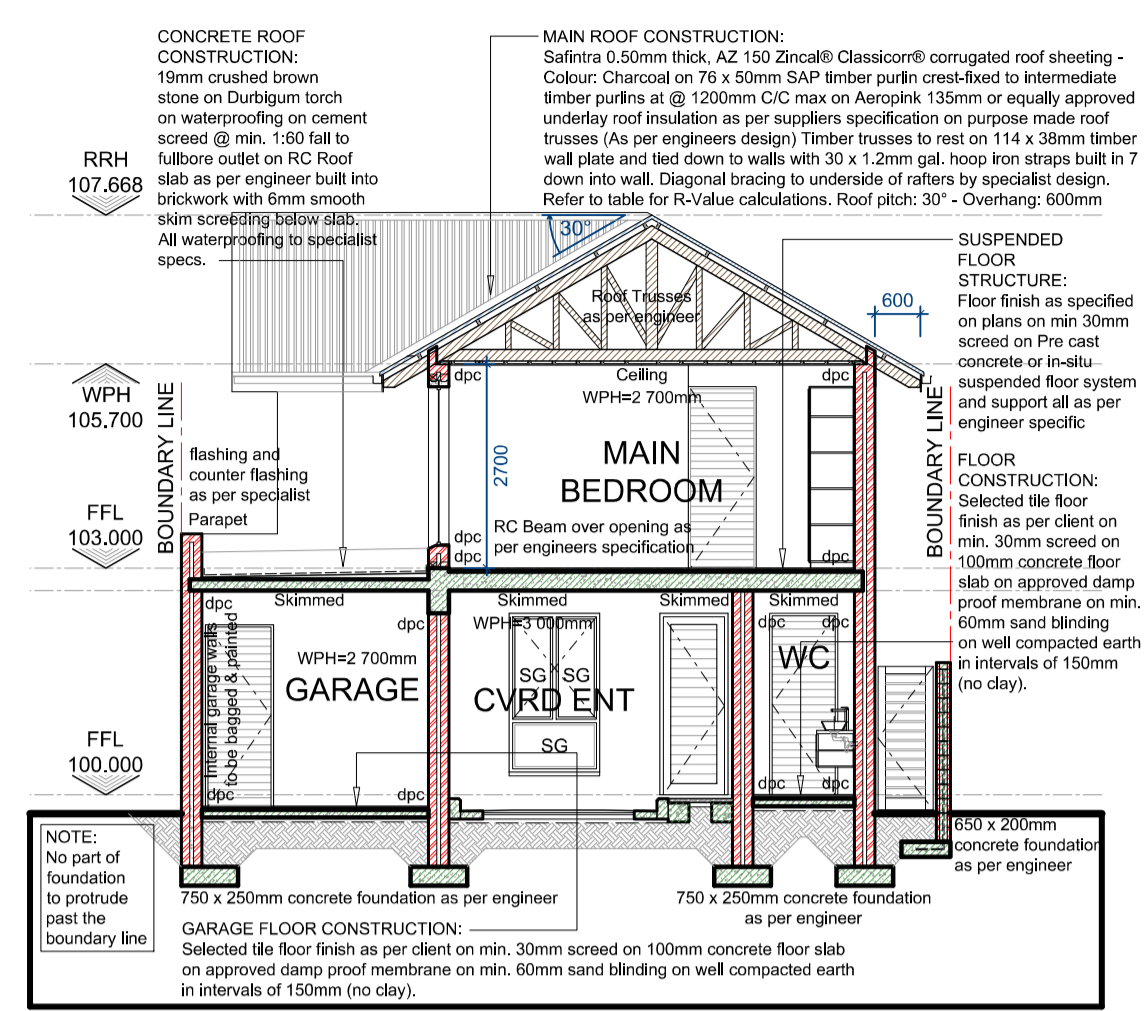 CONCRETE ROOF
CONSTRUCTION:
19mm crushed brown
stone on Durbigum torch
on waterproofing on cement
screed @ min. 1:60 fall to
fullbore outlet on RC Roof
slab as per engineer built into
brickwork with 6mm smooth
skim screeding below slab.
All waterproofing to specialist
specs.
MAIN ROOF CONSTRUCTION:
Safintra 0.50mm thick, AZ 150 Zincal® Classicorr® corrugated roof sheeting -
Colour: Charcoal on 76 x 50mm SAP timber purlin crest-fixed to intermediate
timber purlins at @ 1200mm C/C max on Aeropink 135mm or equally approved
underlay roof insulation as per suppliers specification on purpose made roof
trusses (As per engineers design) Timber trusses to rest on 114 x 38mm timber
wall plate and tied down to walls with 30 x 1.2mm gal. hoop iron straps built in 7
down into wall. Diagonal bracing to underside of rafters by specialist design.
Refer to table for R-Value calculations. Roof pitch: 30° - Overhang: 600mm
RRH
107.668
30°
Roof Trusses
as per engineer
600
SUSPENDED
FLOOR
STRUCTURE:
Floor finish as specified
on plans on min 30mm
screed on Pre cast
concrete or in-situ
suspended floor system
and support all as per
engineer specific
WPH
105.700
BOUNDARY LINE
dpc
Ceiling
dpc
WPH=2 700mm
2700
MAIN
BEDROOM
BOUNDARY LINE
flashing and
counter flashing
as per specialist
Parapet
FFL
103.000
RC Beam over opening as
per engineers specification
dpc
dpc
dpc
FLOOR
CONSTRUCTION:
Selected tile floor
finish as per client on
min. 30mm screed on
100mm concrete floor
slab on approved damp
proof membrane on min.
60mm sand blinding
on well compacted earth
in intervals of 150mm
(no clay).
dpc
Skimmed
Skimmed
Skimmed
dpc
WPH=3 000mm
dpc
dpc
WPH=2 700mm
GARAGE
Internal garage walls
to be bagged & painted
SG
SG
CVRD ENT
SG
WC
FFL
100.000
dpc
dpc
dpc
dpc
NOTE:
No part of
foundation
to protrude
past the
boundary line
750 x 250mm concrete foundation as per engineer
750 x 250mm concrete foundation
as per engineer
650 x 200mm
concrete foundation
as per engineer
GARAGE FLOOR CONSTRUCTION:
Selected tile floor finish as per client on min. 30mm screed on 100mm concrete floor slab
on approved damp proof membrane on min. 60mm sand blinding on well compacted earth
in intervals of 150mm (no clay).